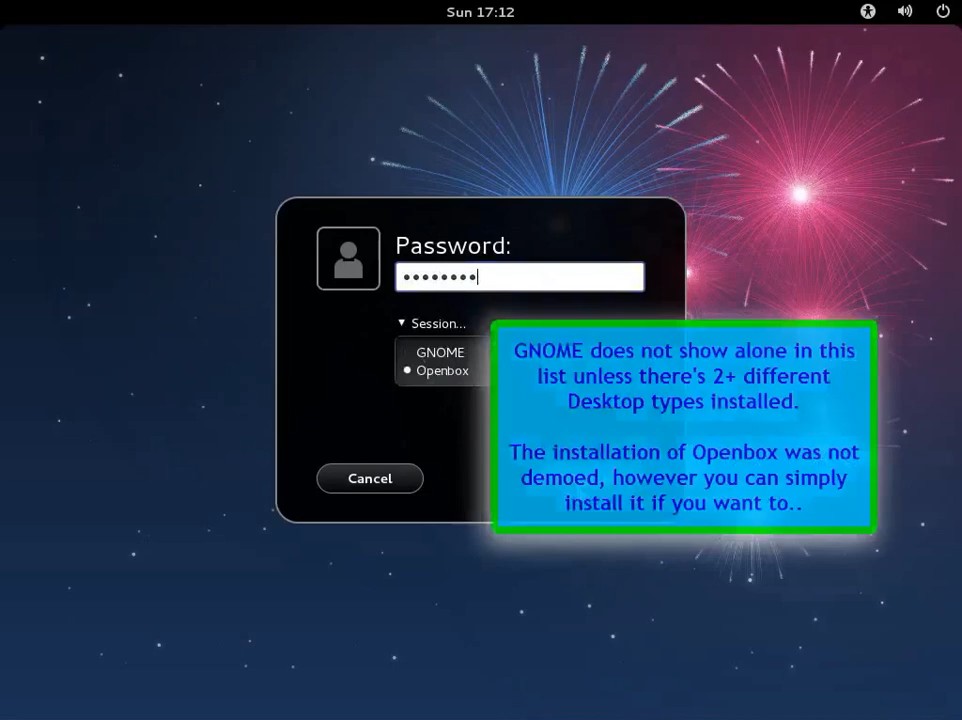 Sun 17:12
Password:
••••••••
▼ Session...
GNOME
Openbox
GNOME does not show alone in this
list unless there's 2+ different
Desktop types installed.
The installation of Openbox was not
demoed, however you can simply
install it if you want to..
Cancel